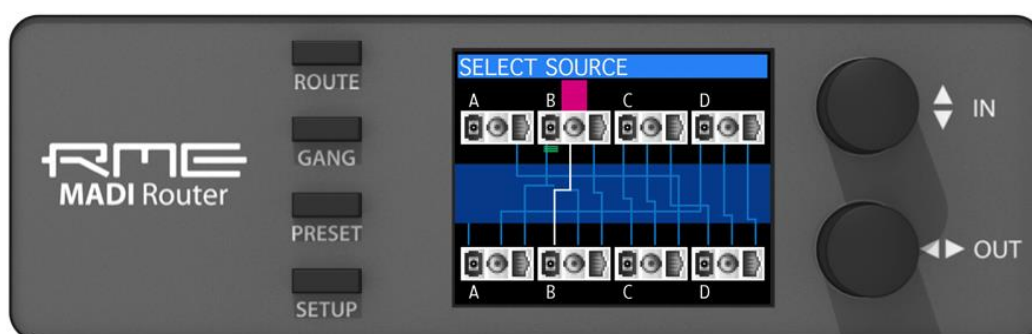 RME
MADI Router
ROUTE
GANG
PRESET
SETUP
SELECT SOURCE
A B C D
A B C D
IN
OUT